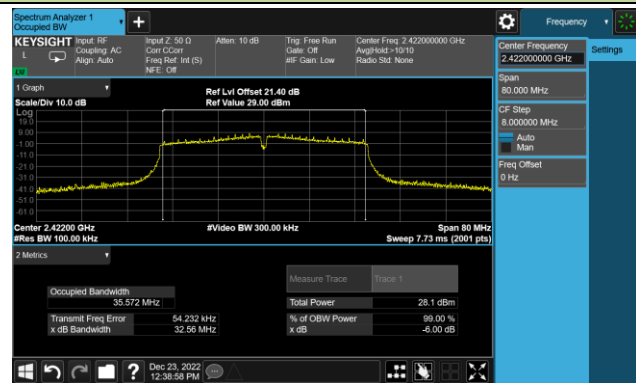 Spectrum Analyzer 1
Occupied BW
Frequency
KEYSIGHT
L
LXI
Input: RF
Coupling: AC
Align: Auto
Input Z: 50 Ω
Corr CCorr
Freq Ref: Int (S)
NFE: Off
Atten: 10 dB
Trig: Free Run
Gate: Off
#IF Gain: Low
Center Freq: 2.422000000 GHz
Avg|Hold:>10/10
Radio Std: None
Center Frequency
2.422000000 GHz
Settings
Span
80.000 MHz
CF Step
8.000000 MHz
Auto
Man
Freq Offset
0 Hz
1 Graph
Scale/Div 10.0 dB
Ref Lvl Offset 21.40 dB
Ref Value 29.00 dBm
Log
19.0
9.00
-1.00
-11.0
-21.0
-31.0
-41.0
-51.0
-61.0
Center 2.42200 GHz
#Res BW 100.00 kHz
#Video BW 300.00 kHz
Span 80 MHz
Sweep 7.73 ms (2001 pts)
2 Metrics
Measure Trace
Trace 1
Occupied Bandwidth
35.572 MHz
Total Power
28.1 dBm
Transmit Freq Error
54.232 kHz
% of OBW Power
99.00 %
x dB Bandwidth
32.56 MHz
x dB
-6.00 dB
?
Dec 23, 2022
12:38:58 PM